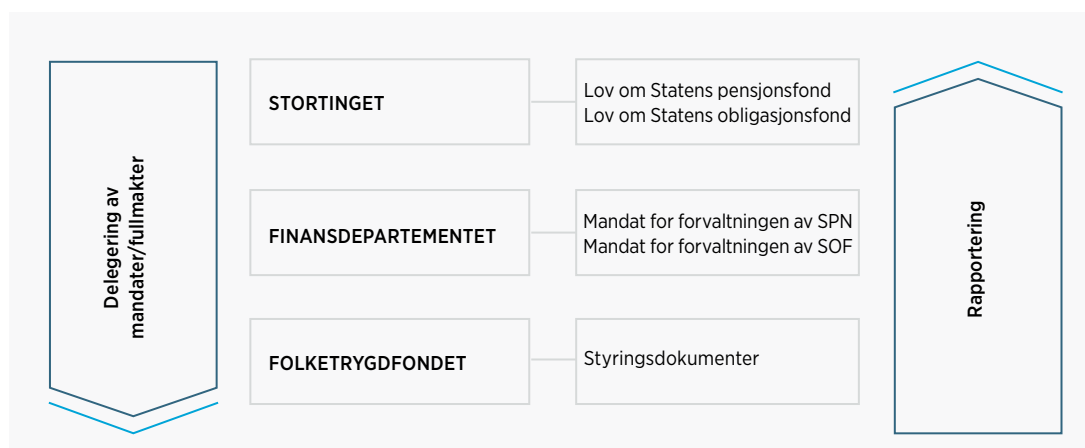 Delegering av
mandater/fullmakter
STORTINGET
Lov om Statens pensjonsfond
Lov om Statens obligasjonsfond
FINANSDEPARTEMENTET
Mandat for forvaltningen av SPN
Mandat for forvaltningen av SOF
FOLKETRYGDFONDET
Styringsdokumenter
Rapportering